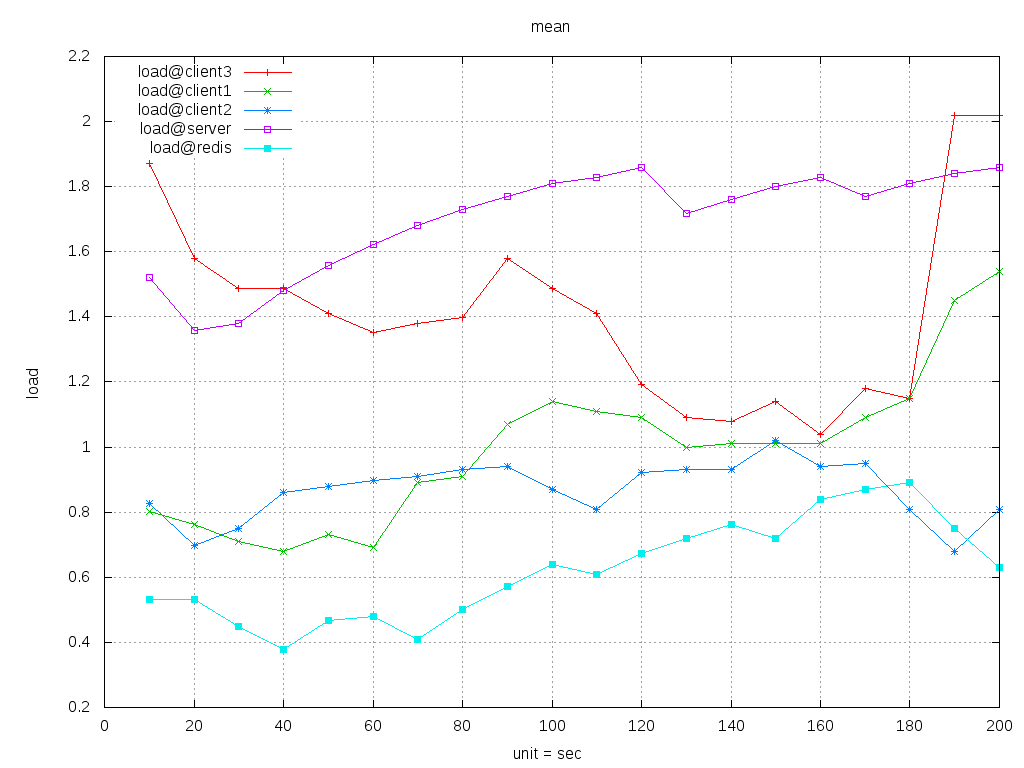 mean
2.2
2
1.8
1.6
1.4
1.2
1
0.8
0.6
0.4
0.2
load
load@client3
load@client1
load@client2
load@server
load@redis
0 20 40 60 80 100 120 140 160 180 200
unit = sec